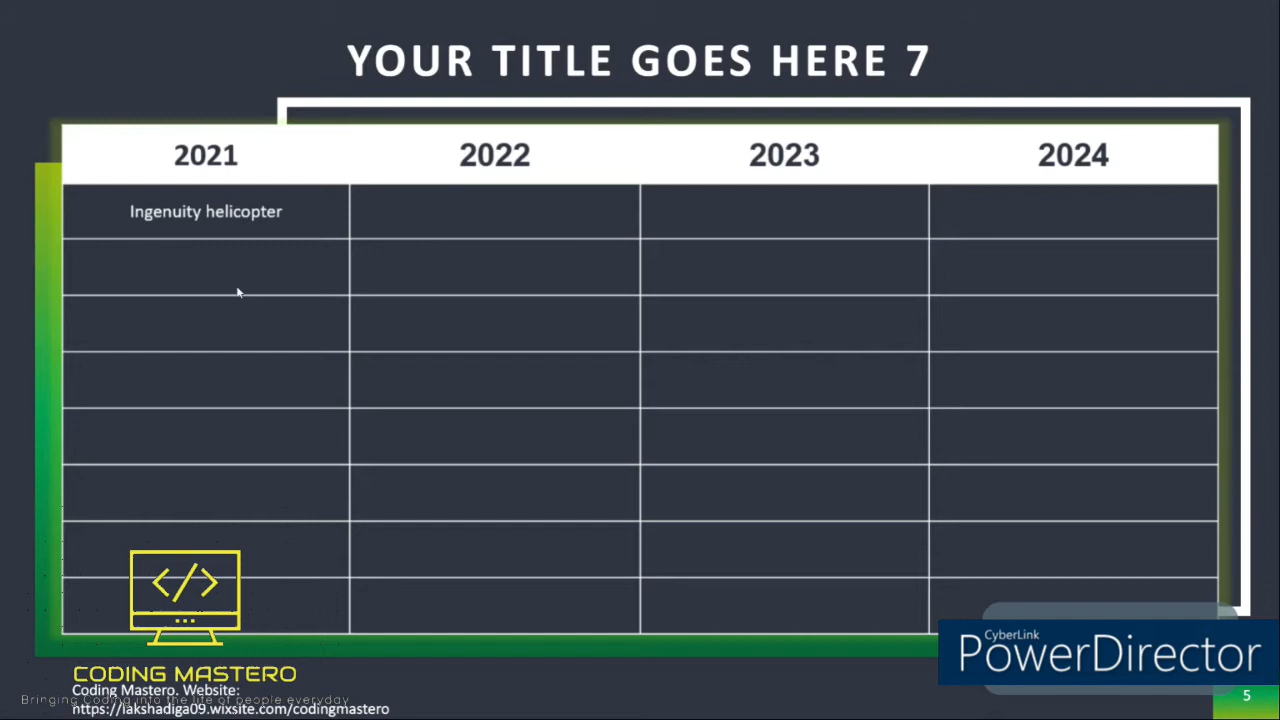 YOUR TITLE GOES HERE 7
2021 2022 2023 2024
Ingenuity helicopter
</>
CODING MASTERO
Coding Mastero. Website:
Bringing Coding into the life of people everyday
https://lakshadiga09.wixsite.com/codingmastero
CyberLink
PowerDirector
5